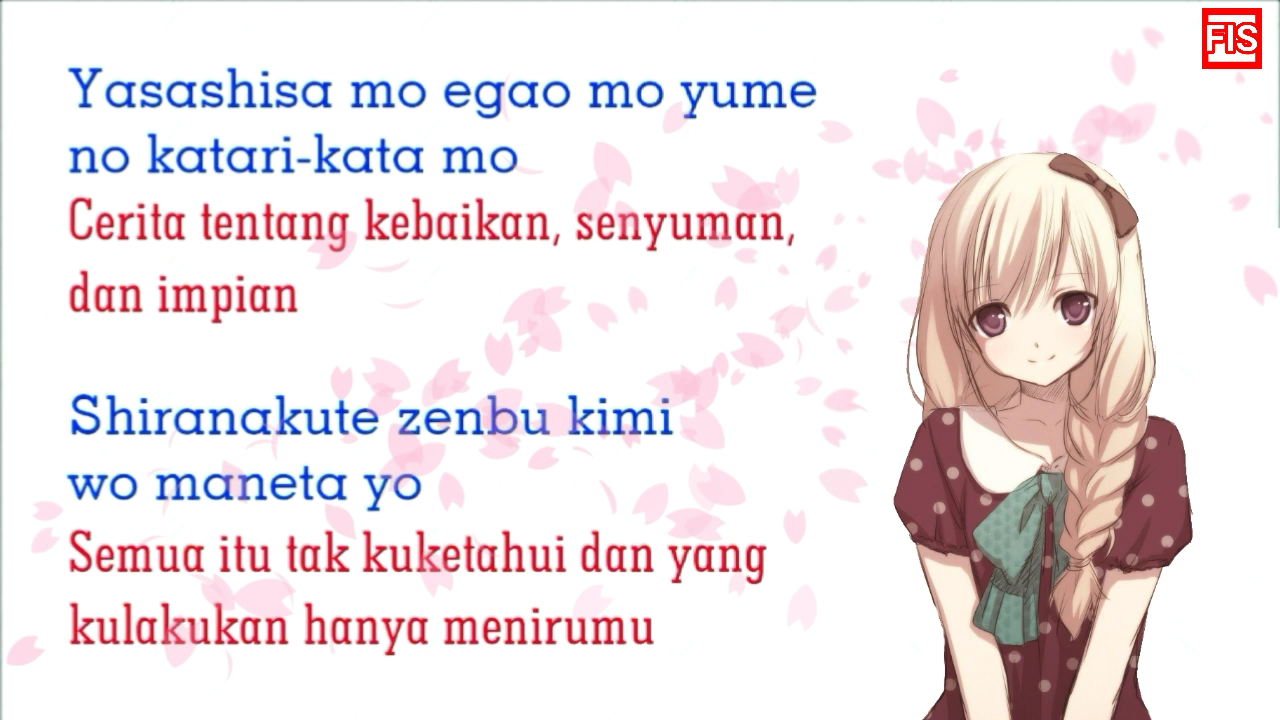 FIS
Yasashisa mo egao mo yume
no katari-kata mo
Cerita tentang kebaikan, senyuman,
dan impian
Shiranakute zenbu kimi
wo maneta yo
Semua itu tak kuketahui dan yang
kulakukan hanya menirumu